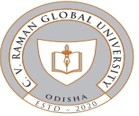 C. V. RAMAN GLOBAL UNIVERSITY
ODISHA
ESTD - 2020